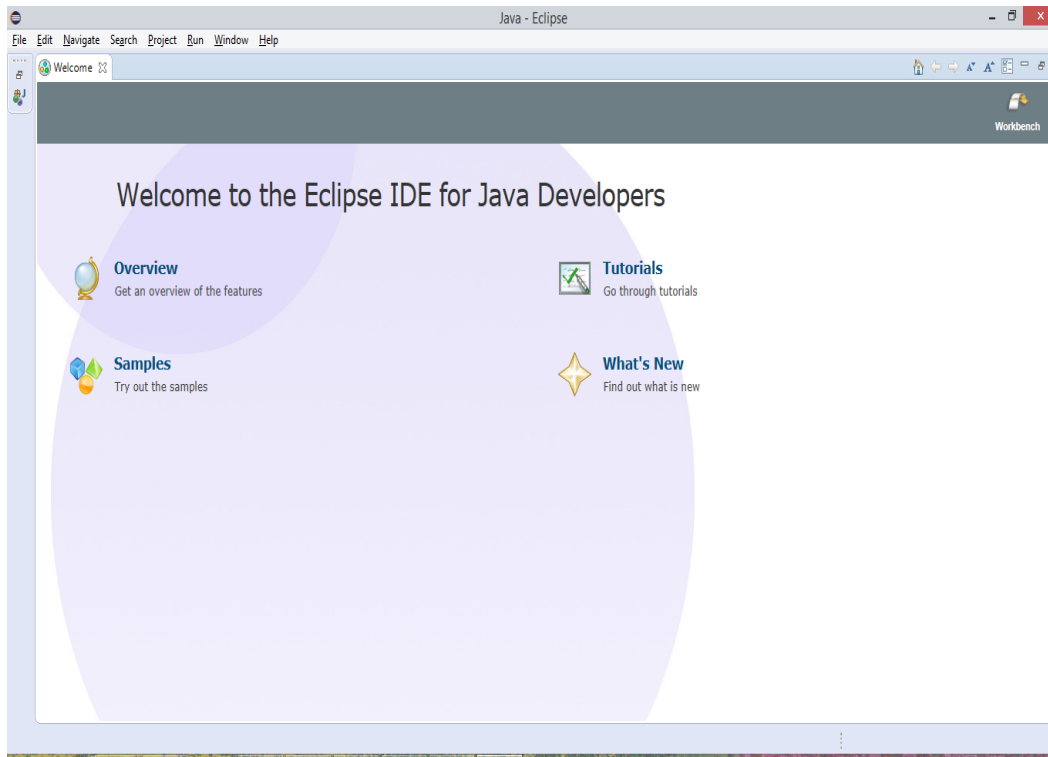 Java - Eclipse
File Edit Navigate Search Project Run Window Help
Welcome
Workbench
Welcome to the Eclipse IDE for Java Developers
Overview
Get an overview of the features
Tutorials
Go through tutorials
Samples
Try out the samples
What's New
Find out what is new